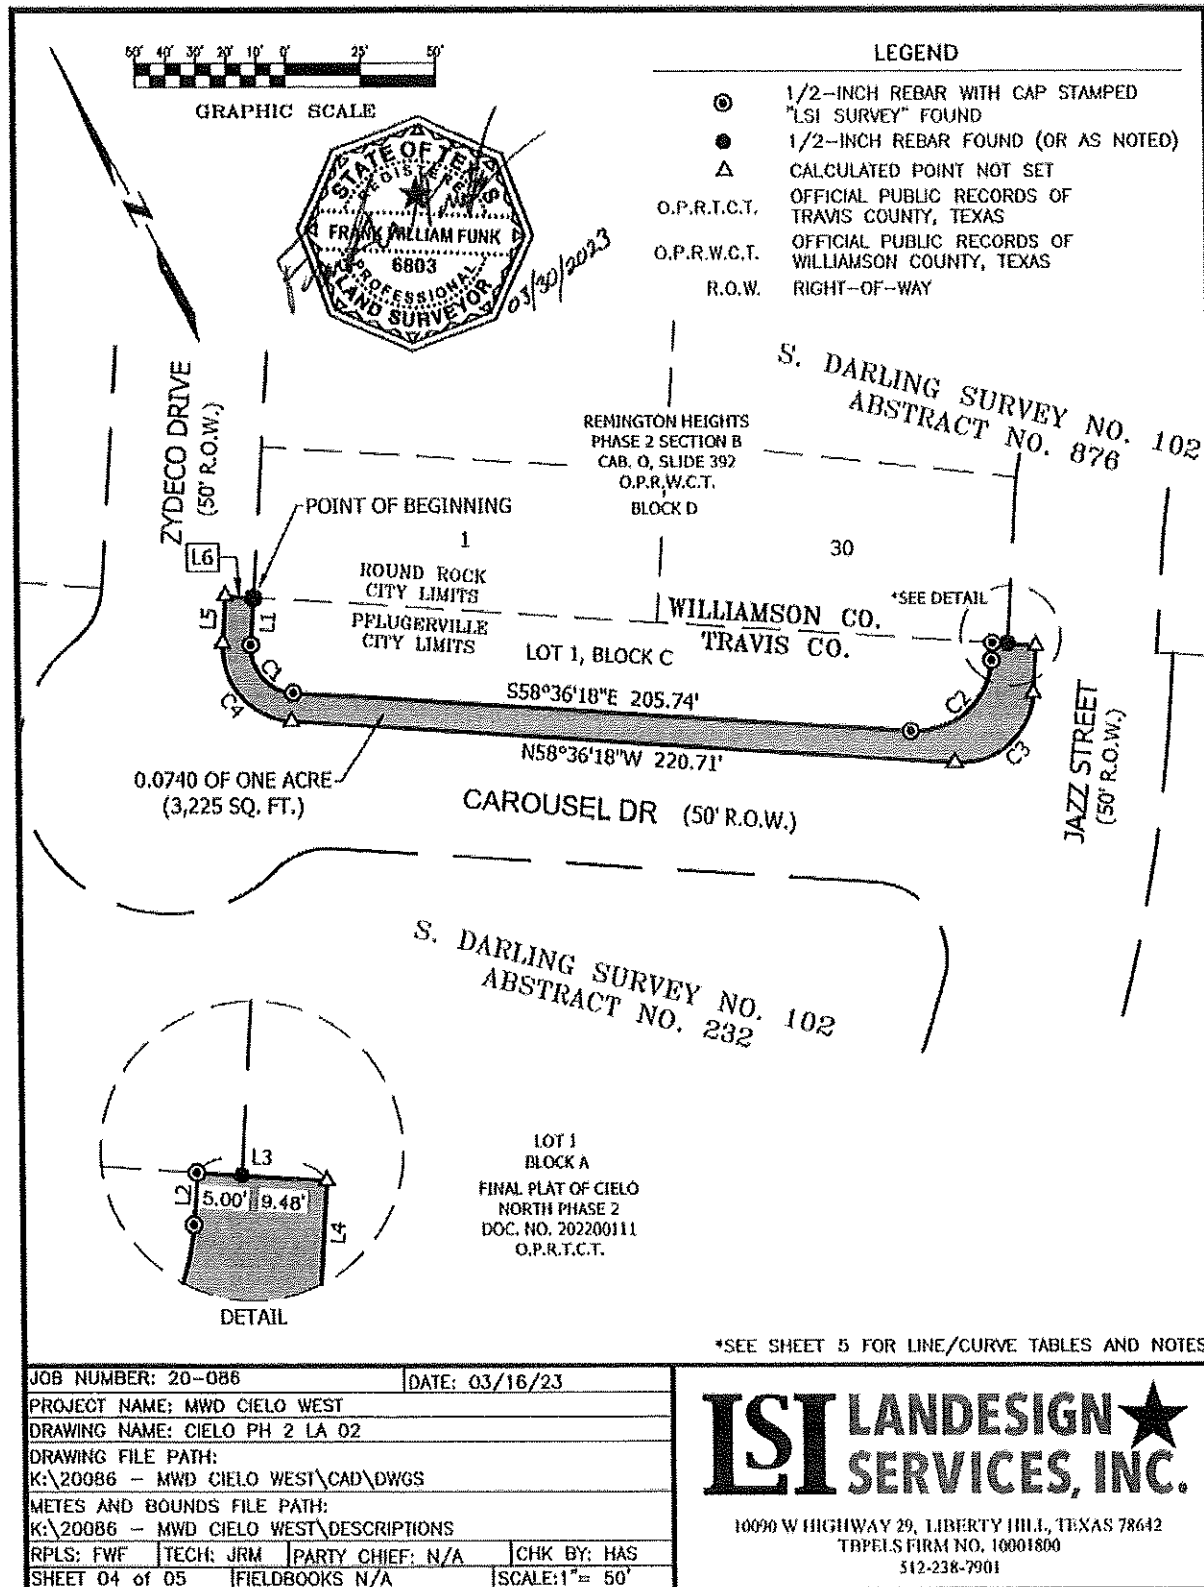 50' 40' 30' 20' 10' 0' 25' 50'
GRAPHIC SCALE
LEGEND
1/2-INCH REBAR WITH CAP STAMPED
"LSI SURVEY" FOUND
1/2-INCH REBAR FOUND (OR AS NOTED)
CALCULATED POINT NOT SET
O.P.R.T.C.T. OFFICIAL PUBLIC RECORDS OF
TRAVIS COUNTY, TEXAS
O.P.R.W.C.T. OFFICIAL PUBLIC RECORDS OF
WILLIAMSON COUNTY, TEXAS
R.O.W. RIGHT-OF-WAY
STATE OF TEXAS
REGISTERED
FRANK WILLIAM FUNK
6803
PROFESSIONAL
LAND SURVEYOR
03/30/2023
N
S. DARLING SURVEY NO. 102
ABSTRACT NO. 876
ZYDECO DRIVE
(50' R.O.W.)
REMINGTON HEIGHTS
PHASE 2 SECTION B
CAB. O, SLIDE 392
O.P.R.W.C.T.
BLOCK D
POINT OF BEGINNING
1
30
L6
ROUND ROCK
CITY LIMITS
PFLUGERVILLE
CITY LIMITS
WILLIAMSON CO.
TRAVIS CO.
*SEE DETAIL
L5
L1
LOT 1, BLOCK C
C1
C4
C2
C3
S58°36'18"E 205.74'
N58°36'18"W 220.71'
0.0740 OF ONE ACRE
(3,225 SQ. FT.)
CAROUSEL DR (50' R.O.W.)
JAZZ STREET
(50' R.O.W.)
S. DARLING SURVEY NO. 102
ABSTRACT NO. 232
L3
L2
5.00' 9.48'
L4
DETAIL
LOT 1
BLOCK A
FINAL PLAT OF CIELO
NORTH PHASE 2
DOC. NO. 202200111
O.P.R.T.C.T.
*SEE SHEET 5 FOR LINE/CURVE TABLES AND NOTES
JOB NUMBER: 20-086 DATE: 03/16/23
PROJECT NAME: MWD CIELO WEST
DRAWING NAME: CIELO PH 2 LA 02
DRAWING FILE PATH:
K:\20086 - MWD CIELO WEST\CAD\DWGS
METES AND BOUNDS FILE PATH:
K:\20086 - MWD CIELO WEST\DESCRIPTIONS
RPLS: FWF TECH: JRM PARTY CHIEF: N/A CHK BY: HAS
SHEET 04 of 05 FIELDBOOKS N/A SCALE:1"= 50'
LSI LANDESIGN
SERVICES, INC.
10090 W HIGHWAY 29, LIBERTY HILL, TEXAS 78642
TBPELS FIRM NO. 10001800
512-238-7901